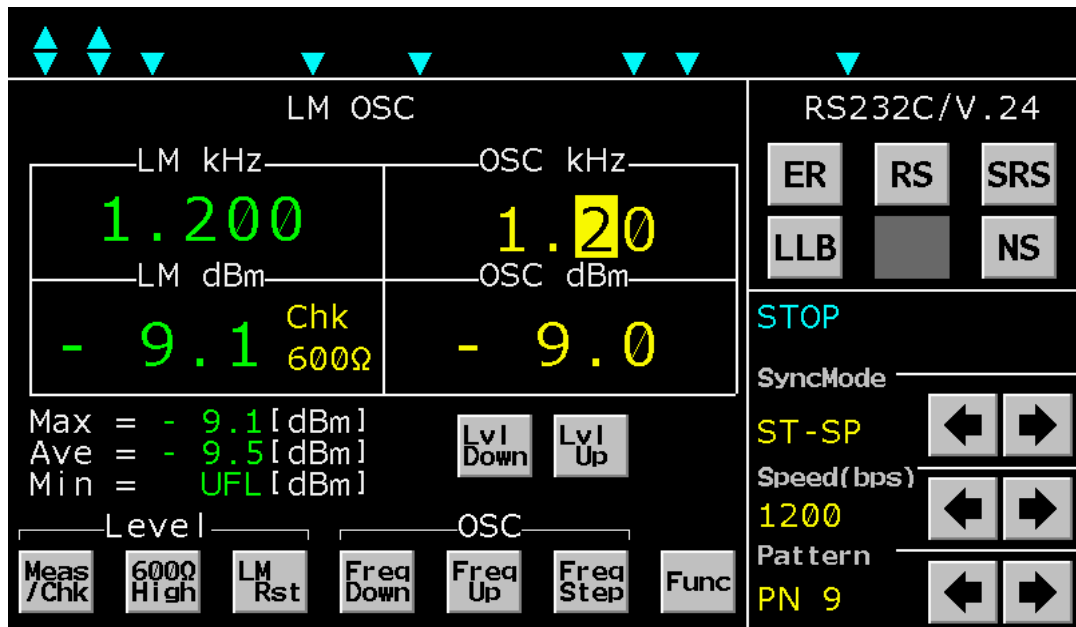 LM OSC
LM kHz
OSC kHz
1.200
1.20
LM dBm
OSC dBm
- 9.1
Chk
600Ω
- 9.0
Max = - 9.1[dBm]
Ave = - 9.5[dBm]
Min = UFL[dBm]
Lvl Down
Lvl Up
Level
OSC
Meas /Chk
600Ω High
LM Rst
Freq Down
Freq Up
Freq Step
Func
RS232C/V.24
ER RS SRS
LLB NS
STOP
SyncMode
ST-SP
Speed(bps)
1200
Pattern
PN 9